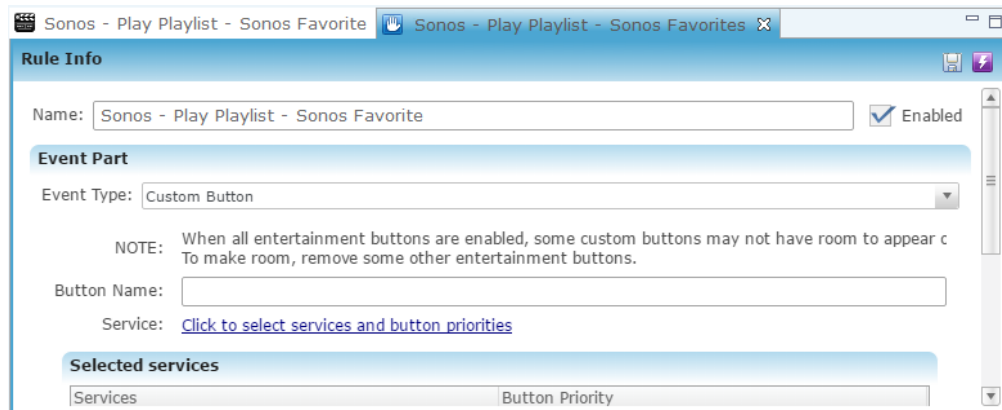 Sonos - Play Playlist - Sonos Favorite
Sonos - Play Playlist - Sonos Favorites
Rule Info
Name: Sonos - Play Playlist - Sonos Favorite
Enabled
Event Part
Event Type: Custom Button
NOTE: When all entertainment buttons are enabled, some custom buttons may not have room to appear
To make room, remove some other entertainment buttons.
Button Name:
Service: Click to select services and button priorities
Selected services
Services Button Priority